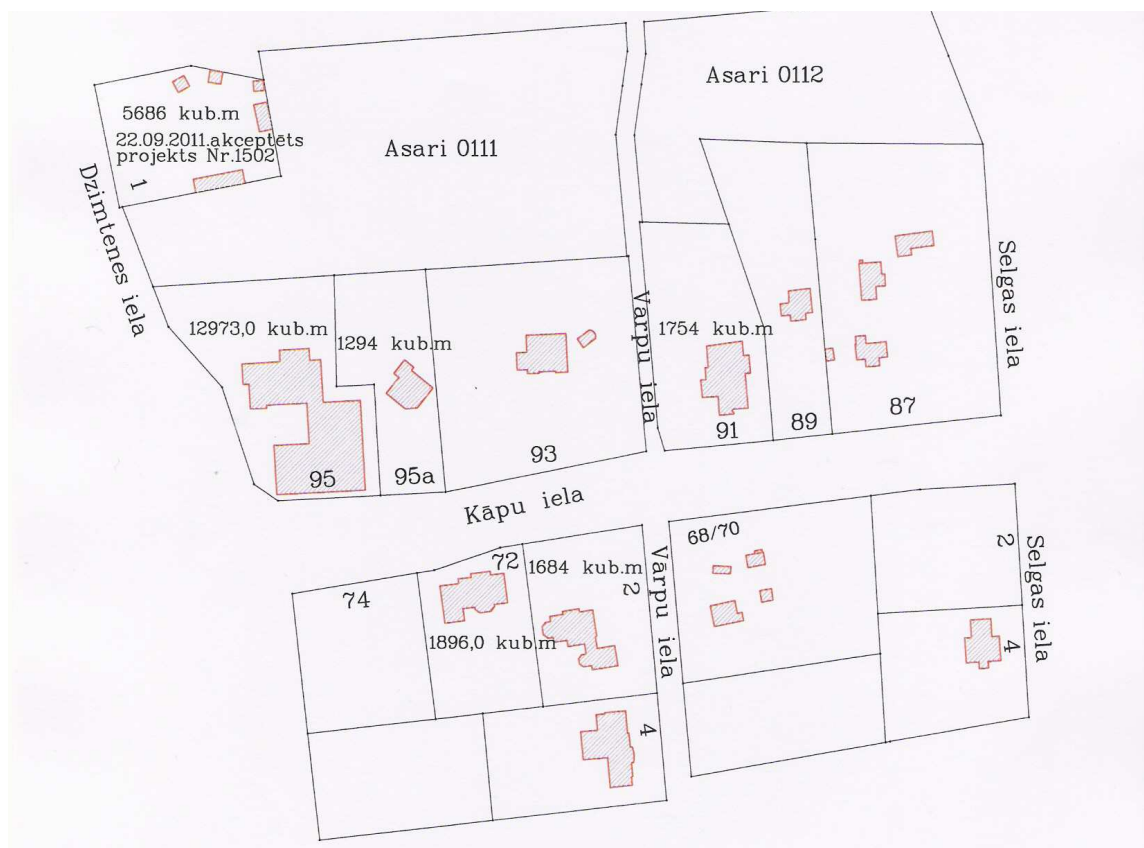 Asari 0112
5686 kub.m
22.09.2011.akceptēts
projekts Nr.1502
1
Asari 0111
Dzimtenes iela
Selgas iela
Vārpu iela
12973,0 kub.m
1294 kub.m
1754 kub.m
95
95a
93
91
89
87
Kāpu iela
72
1684 kub.m
2
68/70
2
74
Vārpu iela
Selgas iela
1896,0 kub.m
4
4